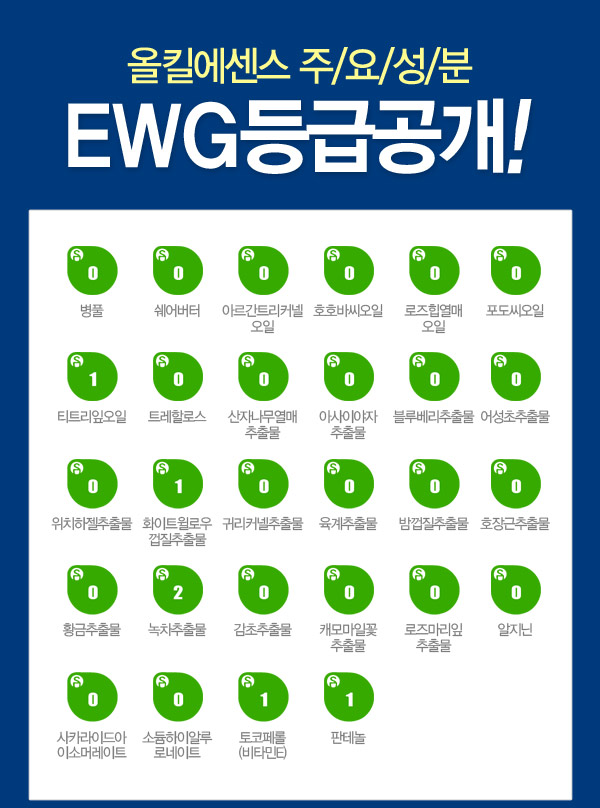 올킬에센스 주/요/성/분
EWG등급공개!
0 0 0 0 0 0
병풀 쉐어버터 아르간트리커넬 호호바씨오일 로즈힙열매 포도씨오일
오일 오일
1 0 0 0 0 0
티트리잎오일 트레할로스 산자나무열매 아사이야자 블루베리추출물 어성초추출물
추출물 추출물
0 1 0 0 0 0
위치하젤추출물 화이트윌로우 귀리커넬추출물 육계추출물 밤껍질추출물 호장근추출물
껍질추출물
0 2 0 0 0 0
황금추출물 녹차추출물 감초추출물 캐모마일꽃 로즈마리잎 알지닌
추출물 추출물
0 0 1 1
사카라이드아 소듐하이알루 토코페롤 판테놀
이소머레이트 로네이트 (비타민E)